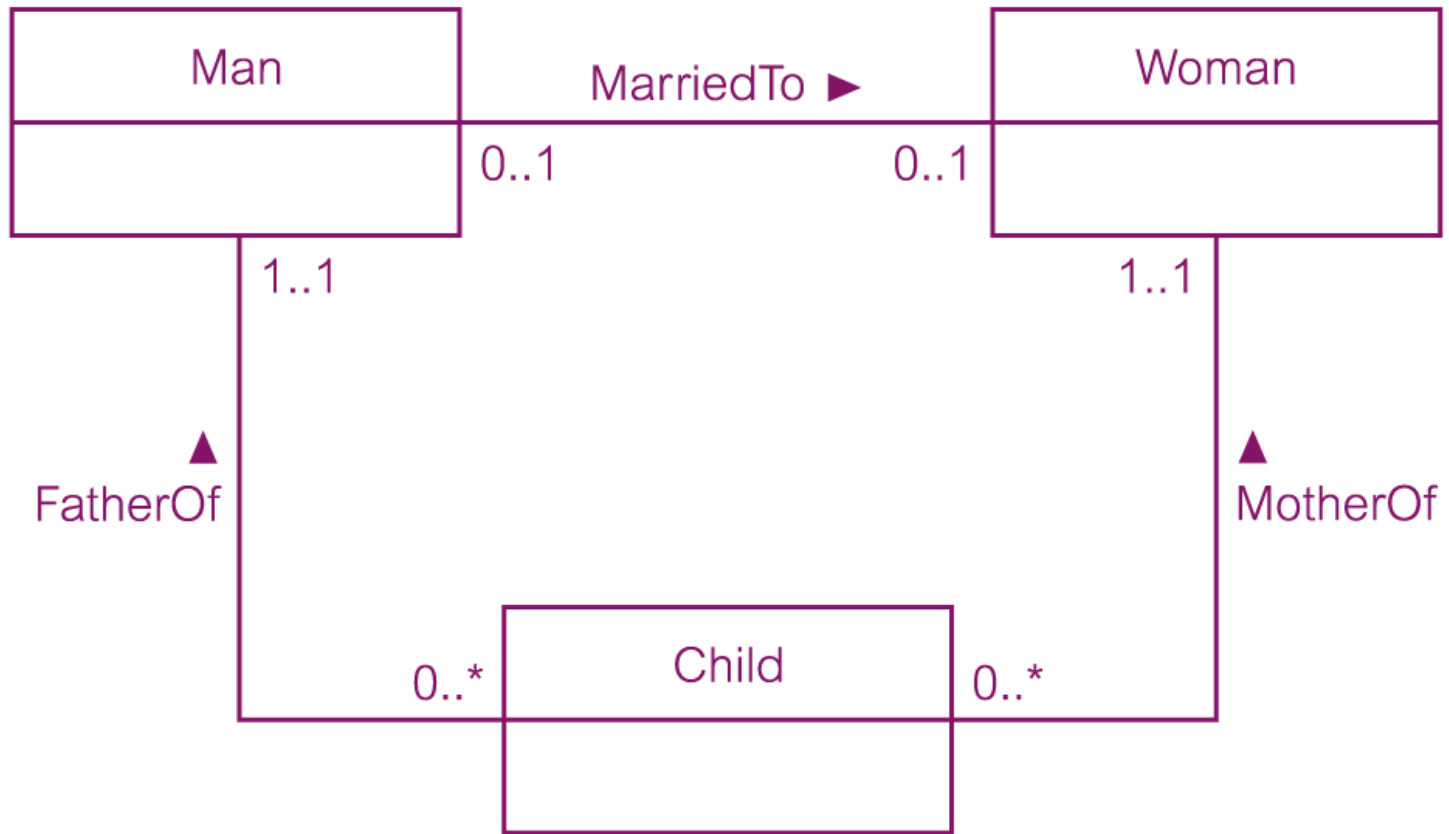 Man
MarriedTo ►
Woman
0..1
0..1
1..1
1..1
▲
FatherOf
▲
MotherOf
0..*
Child
0..*